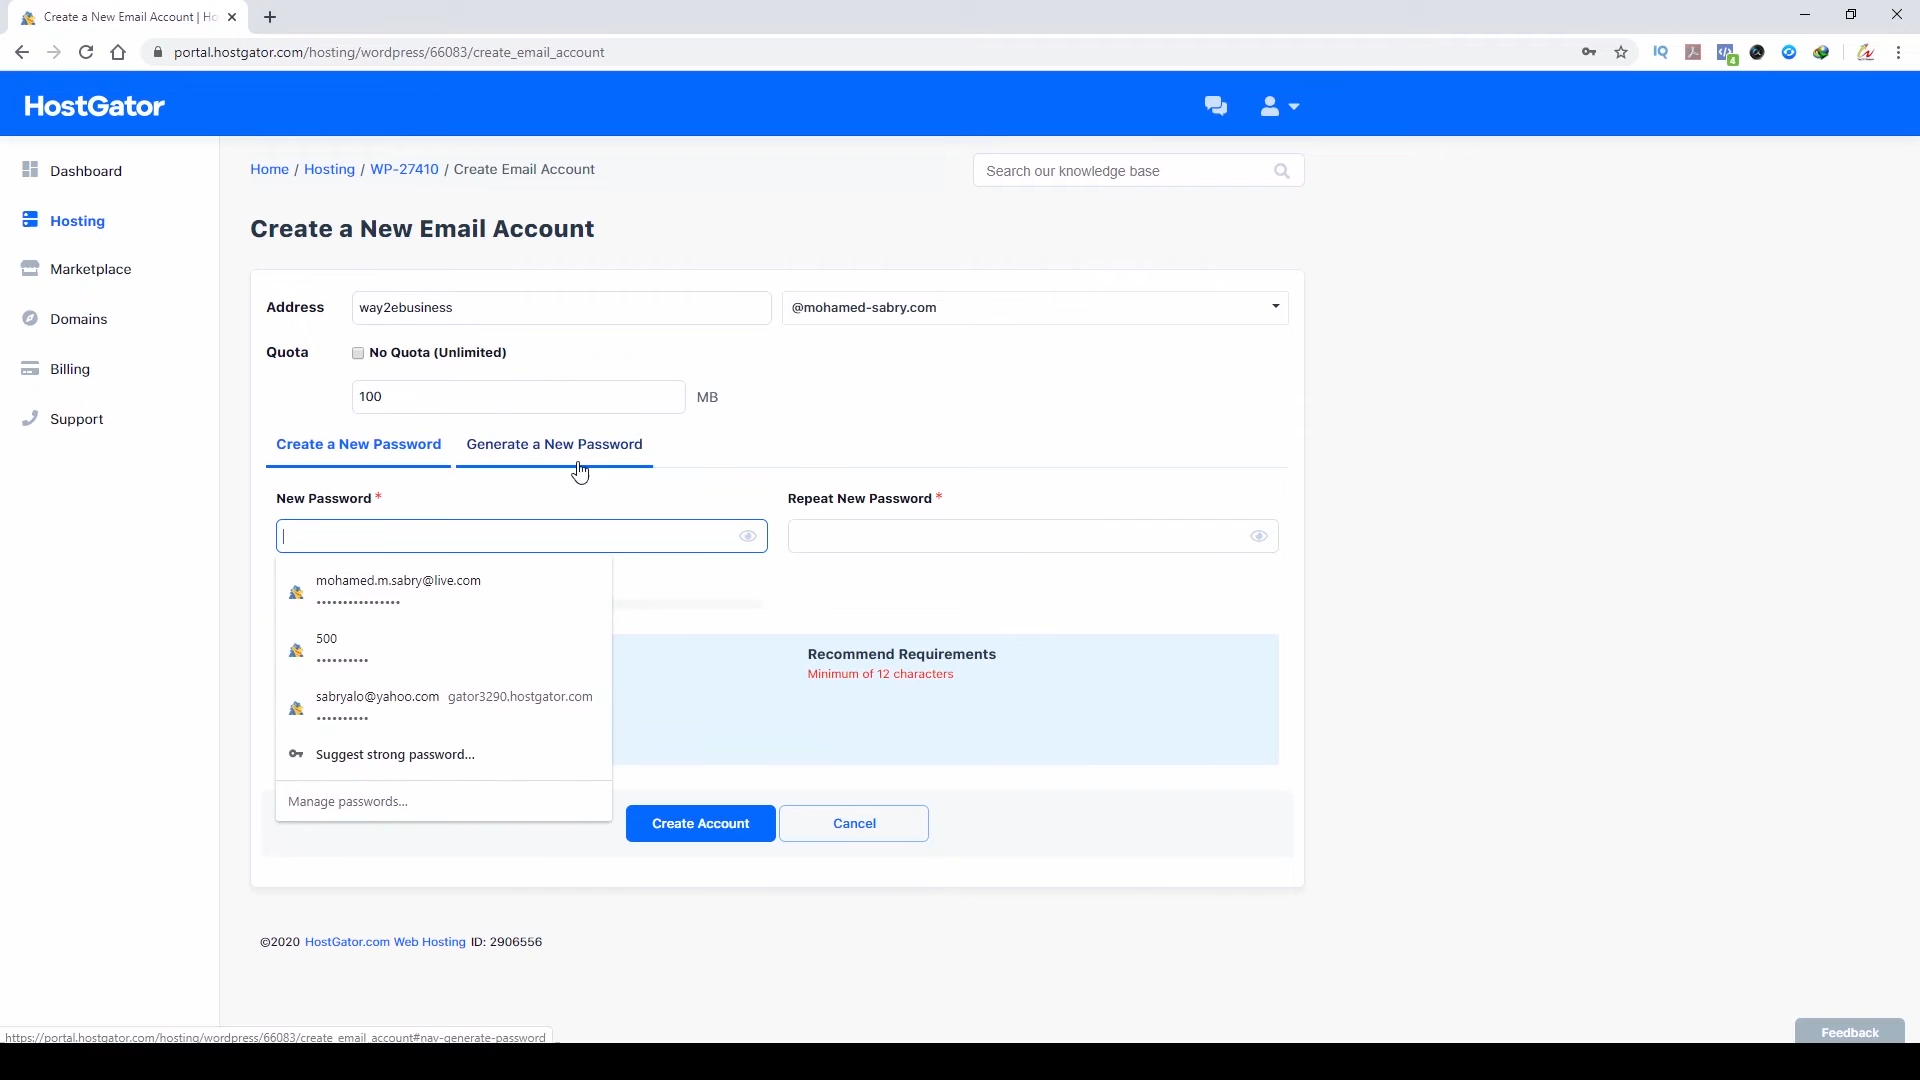 Create a New Email Account | Ho
portal.hostgator.com/hosting/wordpress/66083/create_email_account
4
HostGator
Dashboard
Hosting
Marketplace
Domains
Billing
Support
Home / Hosting / WP-27410 / Create Email Account
Search our knowledge base
Create a New Email Account
Address
way2ebusiness
@mohamed-sabry.com
Quota
No Quota (Unlimited)
100
MB
Create a New Password
Generate a New Password
New Password *
Repeat New Password *
mohamed.m.sabry@live.com
••••••••••••••••
500
••••••••••
sabryalo@yahoo.com gator3290.hostgator.com
••••••••••
Suggest strong password...
Manage passwords...
Recommend Requirements
Minimum of 12 characters
Create Account
Cancel
©2020 HostGator.com Web Hosting ID: 2906556
https://portal.hostgator.com/hosting/wordpress/66083/create_email_account#nav-generate-password
Feedback